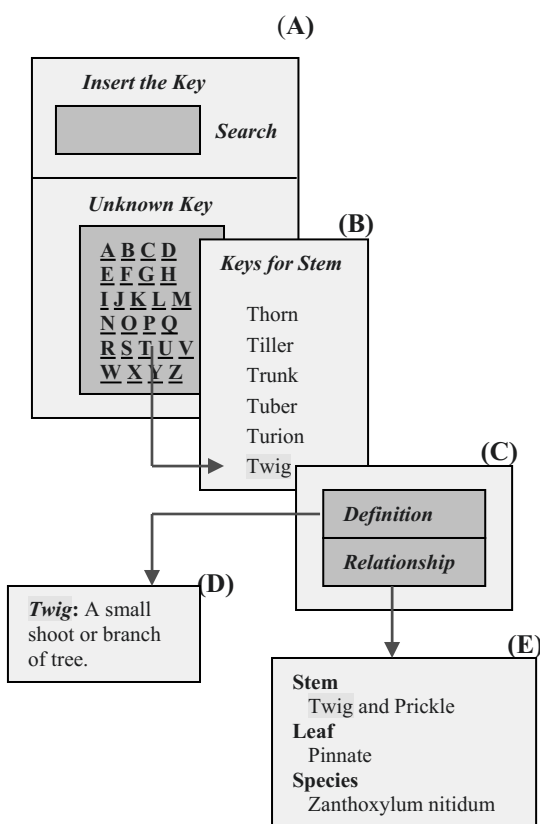 (A)
Insert the Key
Search
Unknown Key
A B C D
E F G H
I J K L M
N O P Q
R S T U V
W X Y Z
(B)
Keys for Stem
Thorn
Tiller
Trunk
Tuber
Turion
Twig
(C)
Definition
Relationship
(D)
Twig: A small
shoot or branch
of tree.
(E)
Stem
Twig and Prickle
Leaf
Pinnate
Species
Zanthoxylum nitidum